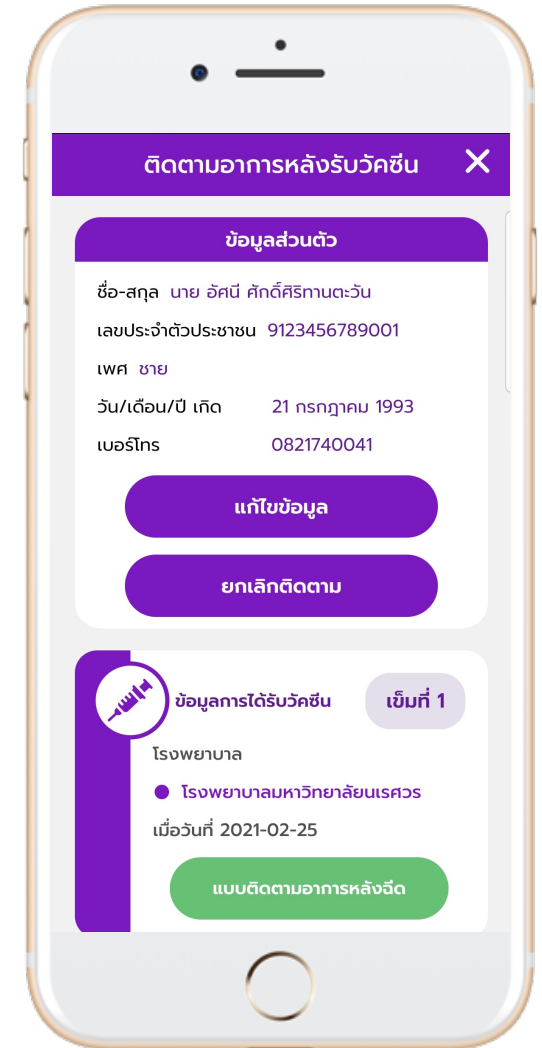 ติดตามอาการหลังรับวัคซีน
ข้อมูลส่วนตัว
ชื่อ-สกุล นาย อัศนี ศักดิ์ศิริทานตะวัน
เลขประจำตัวประชาชน 9123456789001
เพศ ชาย
วัน/เดือน/ปี เกิด 21 กรกฎาคม 1993
เบอร์โทร 0821740041
แก้ไขข้อมูล
ยกเลิกติดตาม
ข้อมูลการได้รับวัคซีน เข็มที่ 1
โรงพยาบาล
โรงพยาบาลมหาวิทยาลัยนเรศวร
เมื่อวันที่ 2021-02-25
แบบติดตามอาการหลังฉีด